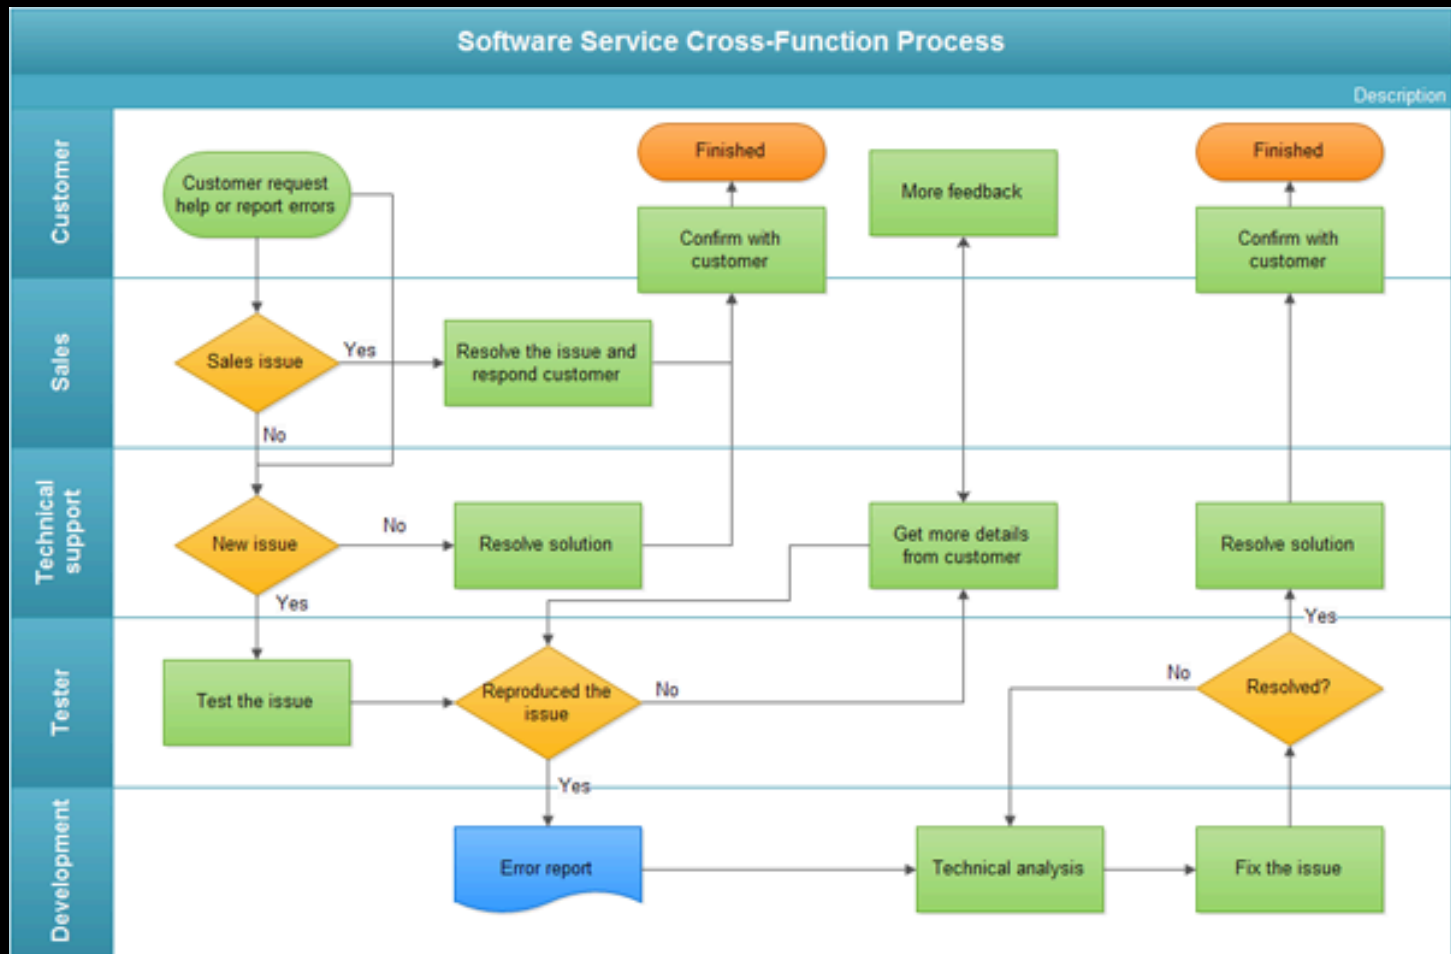 Software Service Cross-Function Process
Description
Customer
Customer request
help or report errors
Finished
Confirm with
customer
More feedback
Finished
Confirm with
customer
Sales
Sales issue
Yes
No
Resolve the issue and
respond customer
Technical
support
New issue
No
Yes
Resolve solution
Get more details
from customer
Resolve solution
Tester
Test the issue
Reproduced the
issue
No
Yes
No
Resolved?
Yes
Development
Error report
Technical analysis
Fix the issue